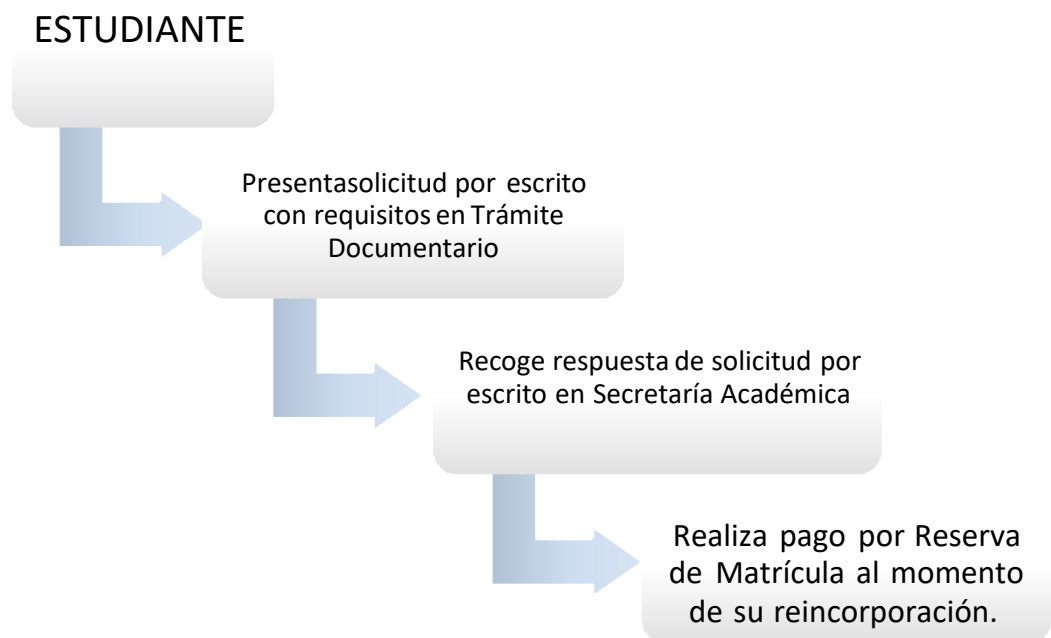 ESTUDIANTE
Presentasolicitud por escrito
con requisitos en Trámite
Documentario
Recoge respuesta de solicitud por
escrito en Secretaría Académica
Realiza pago por Reserva
de Matrícula al momento
de su reincorporación.